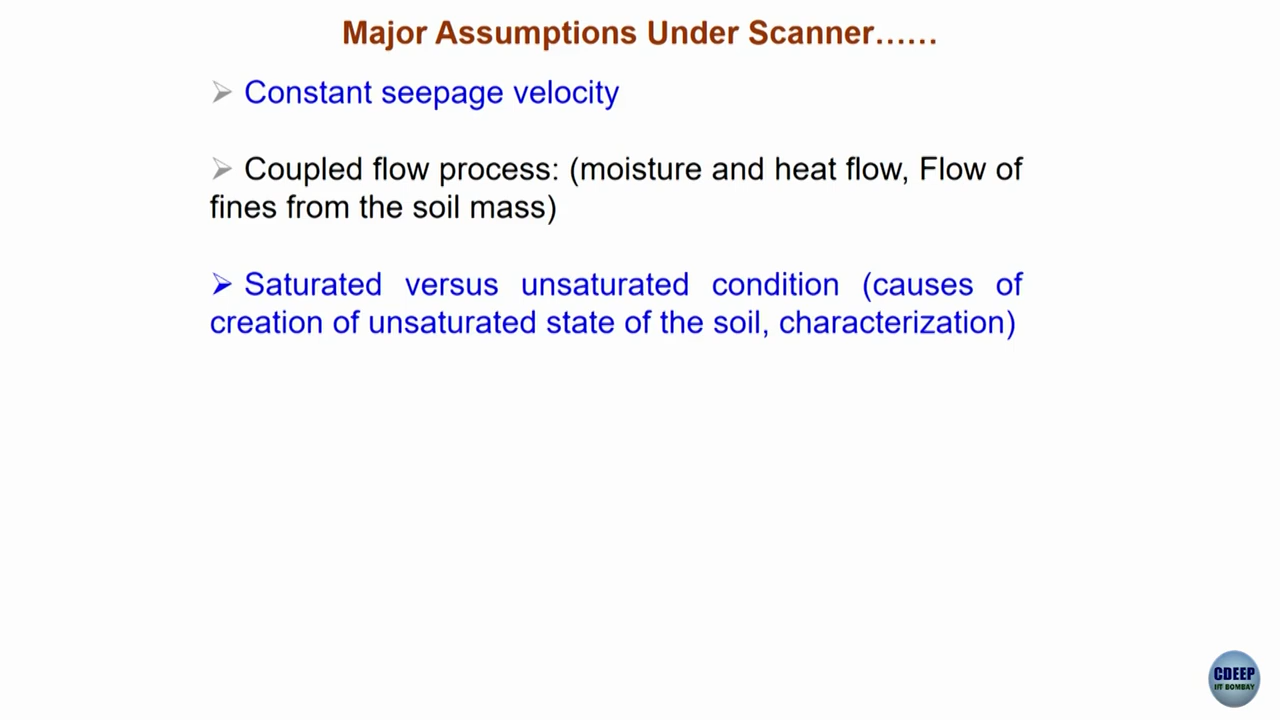 Major Assumptions Under Scanner……
➢ Constant seepage velocity
➢ Coupled flow process: (moisture and heat flow, Flow of
fines from the soil mass)
➢ Saturated versus unsaturated condition (causes of
creation of unsaturated state of the soil, characterization)
CDEEP
IIT BOMBAY